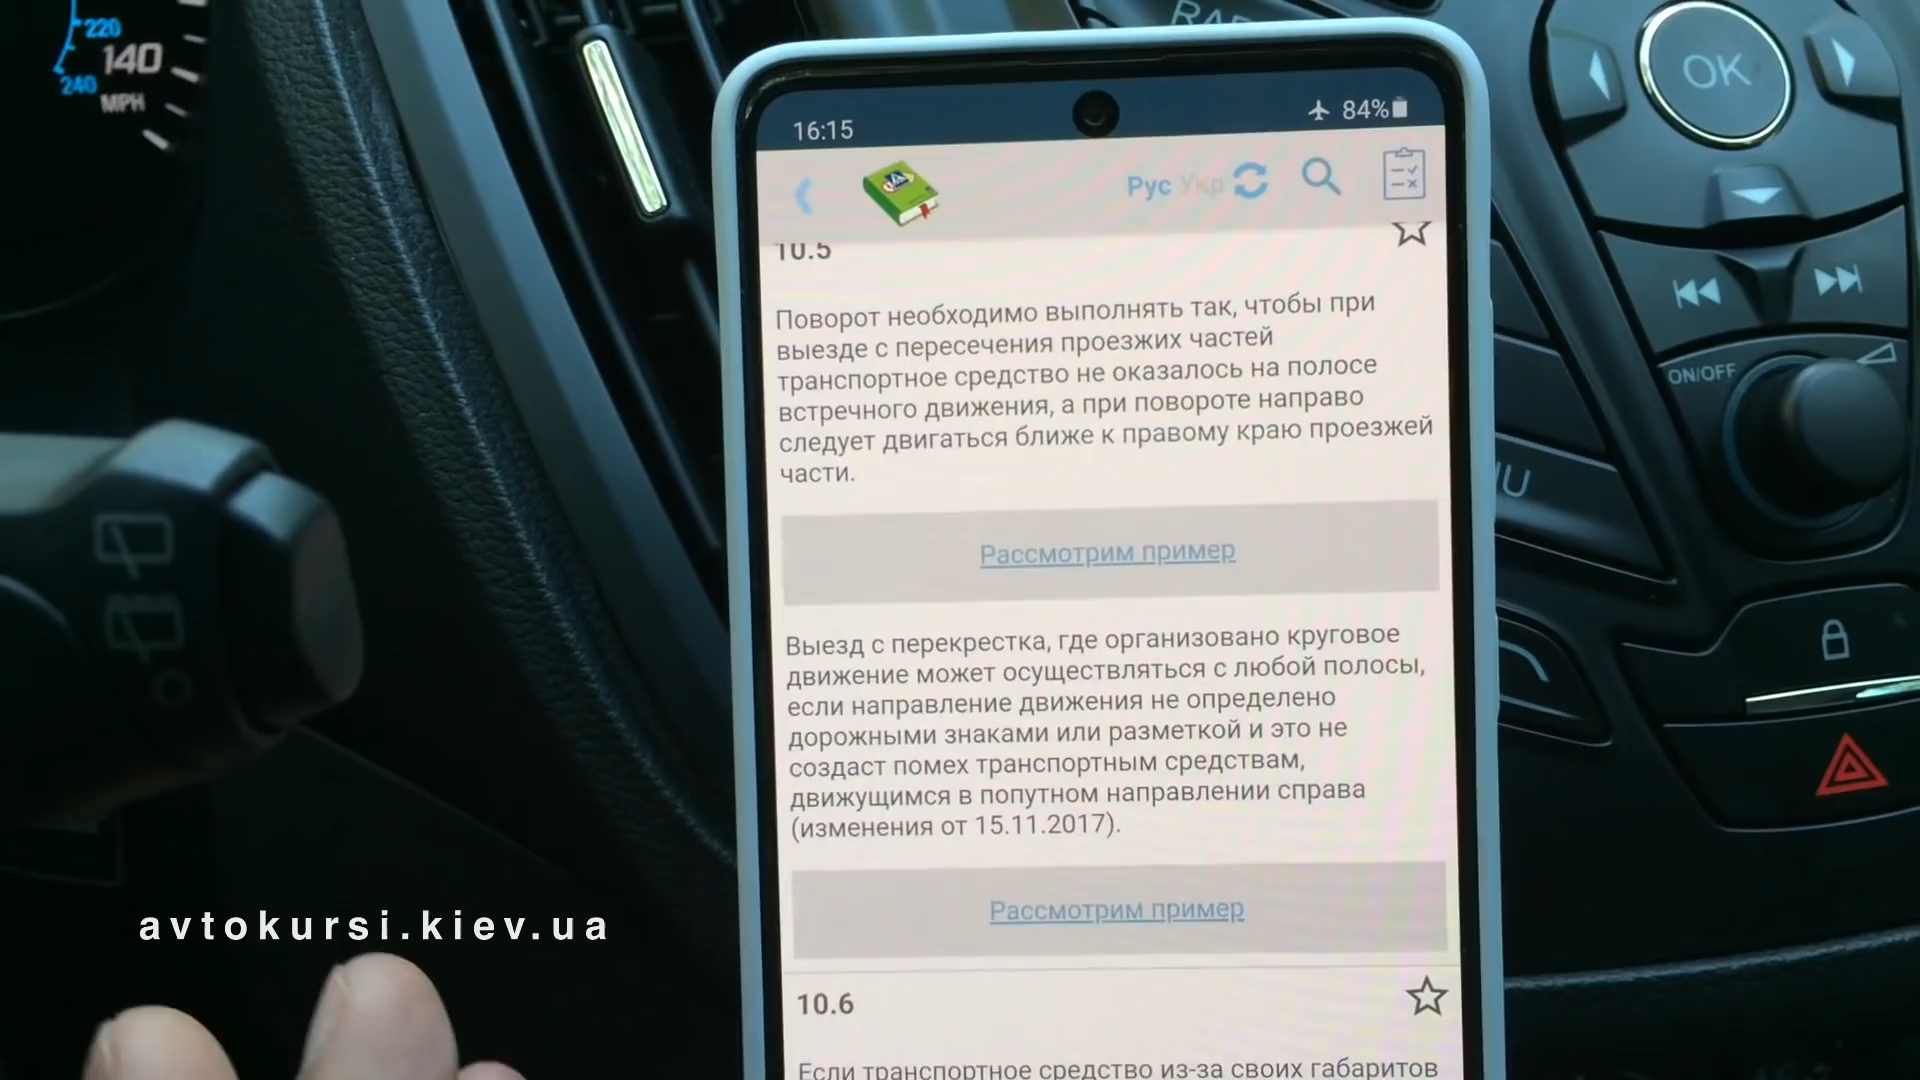 220
140
240
MPH
OK
16:15
84%
Рус Укр
10.5
Поворот необходимо выполнять так, чтобы при
выезде с пересечения проезжих частей
транспортное средство не оказалось на полосе
встречного движения, а при повороте направо
следует двигаться ближе к правому краю проезжей
части.
ON/OFF
Рассмотрим пример
Выезд с перекрестка, где организовано круговое
движение может осуществляться с любой полосы,
если направление движения не определено
дорожными знаками или разметкой и это не
создаст помех транспортным средствам,
движущимся в попутном направлении справа
(изменения от 15.11.2017).
Рассмотрим пример
avtokursi.kiev.ua
10.6
Если транспортное средство из-за своих габаритов